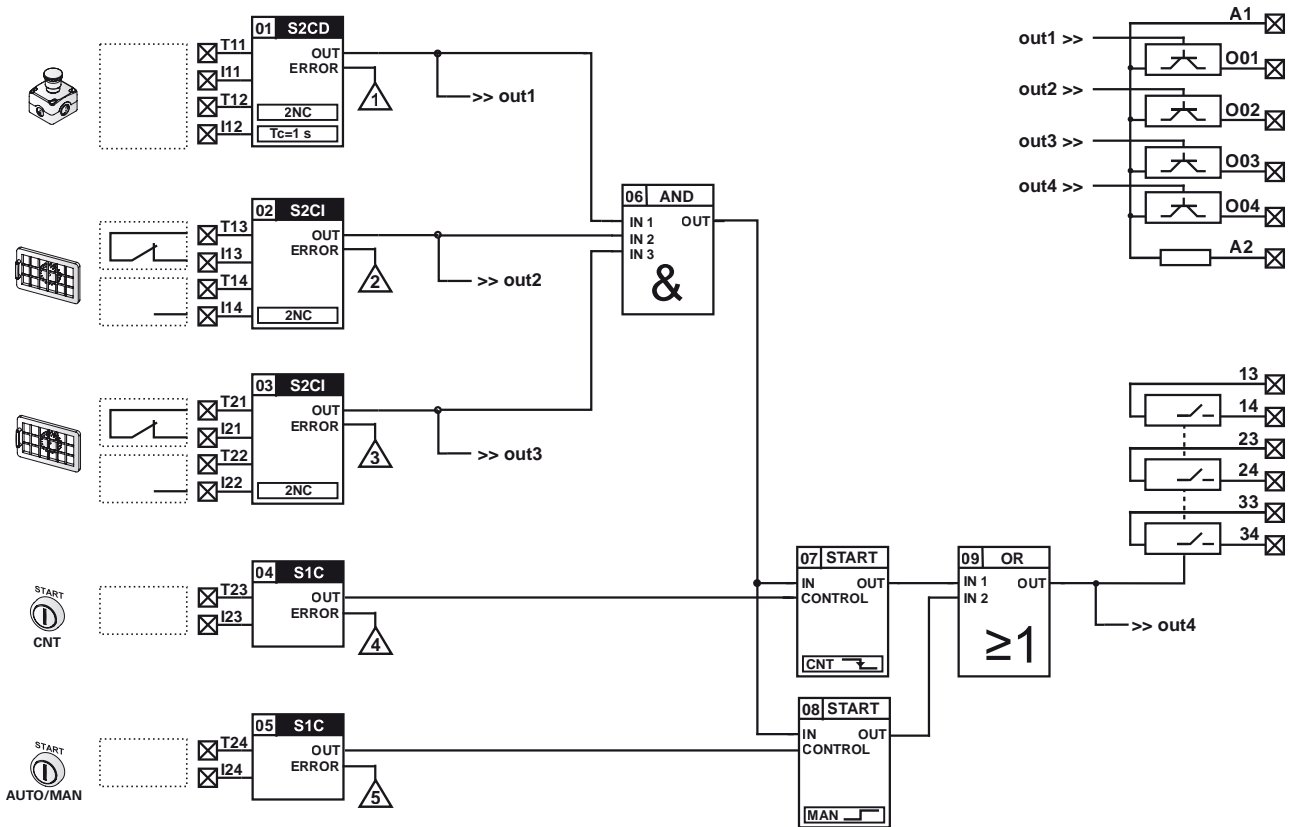 01 S2CD
T11
I11
T12
I12
OUT
ERROR
1
2NC
Tc=1 s
>> out1
02 S2CI
T13
I13
T14
I14
OUT
ERROR
2
2NC
>> out2
03 S2CI
T21
I21
T22
I22
OUT
ERROR
3
2NC
>> out3
04 S1C
START
CNT
T23
I23
OUT
ERROR
4
05 S1C
START
AUTO/MAN
T24
I24
OUT
ERROR
5
06 AND
IN 1 OUT
IN 2
IN 3
&
07 START
IN OUT
CONTROL
CNT
08 START
IN OUT
CONTROL
MAN
09 OR
IN 1 OUT
IN 2
≥1
>> out4
A1
out1 >>
O01
out2 >>
O02
out3 >>
O03
out4 >>
O04
A2
13
14
23
24
33
34